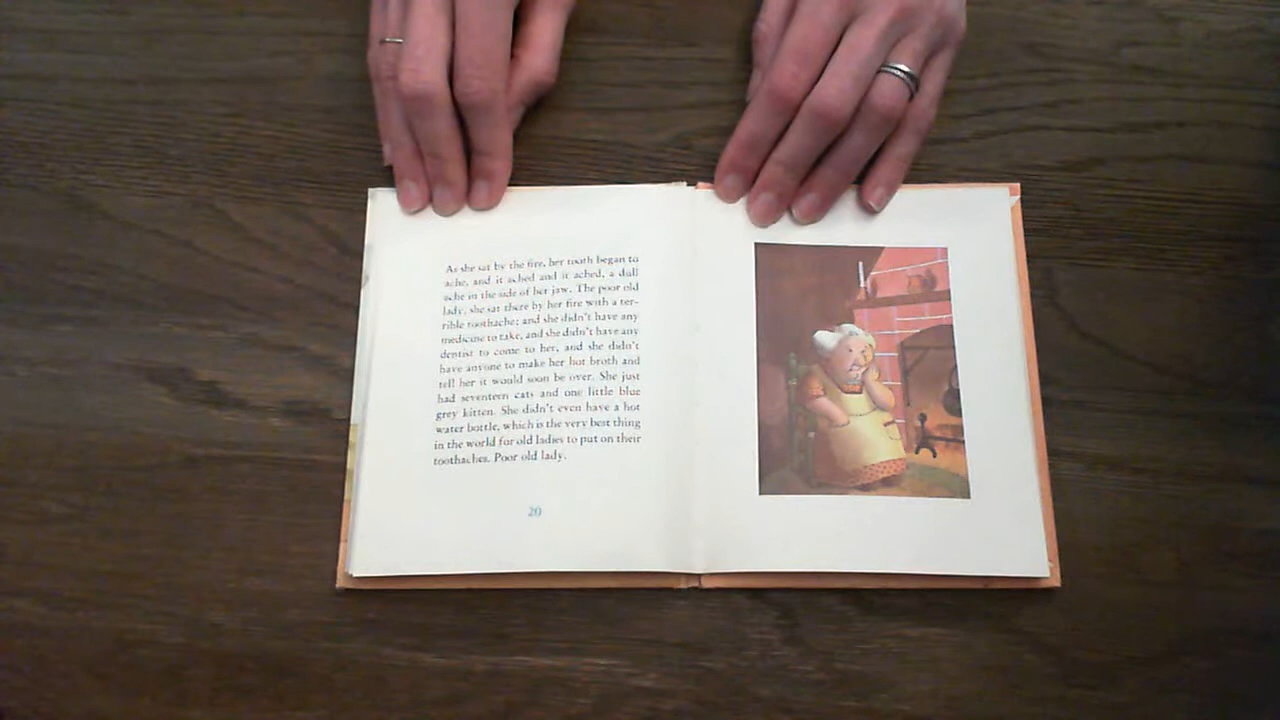 As she sat by the fire, her tooth began to
ache, and it ached and it ached, a dull
ache in the side of her jaw. The poor old
lady, she sat there by her fire with a ter-
rible toothache; and she didn't have any
medicine to take, and she didn't have any
dentist to come to her, and she didn't
have anyone to make her hot broth and
tell her it would soon be over. She just
had seventeen cats and one little blue
grey kitten. She didn't even have a hot
water bottle, which is the very best thing
in the world for old ladies to put on their
toothaches. Poor old lady.
20